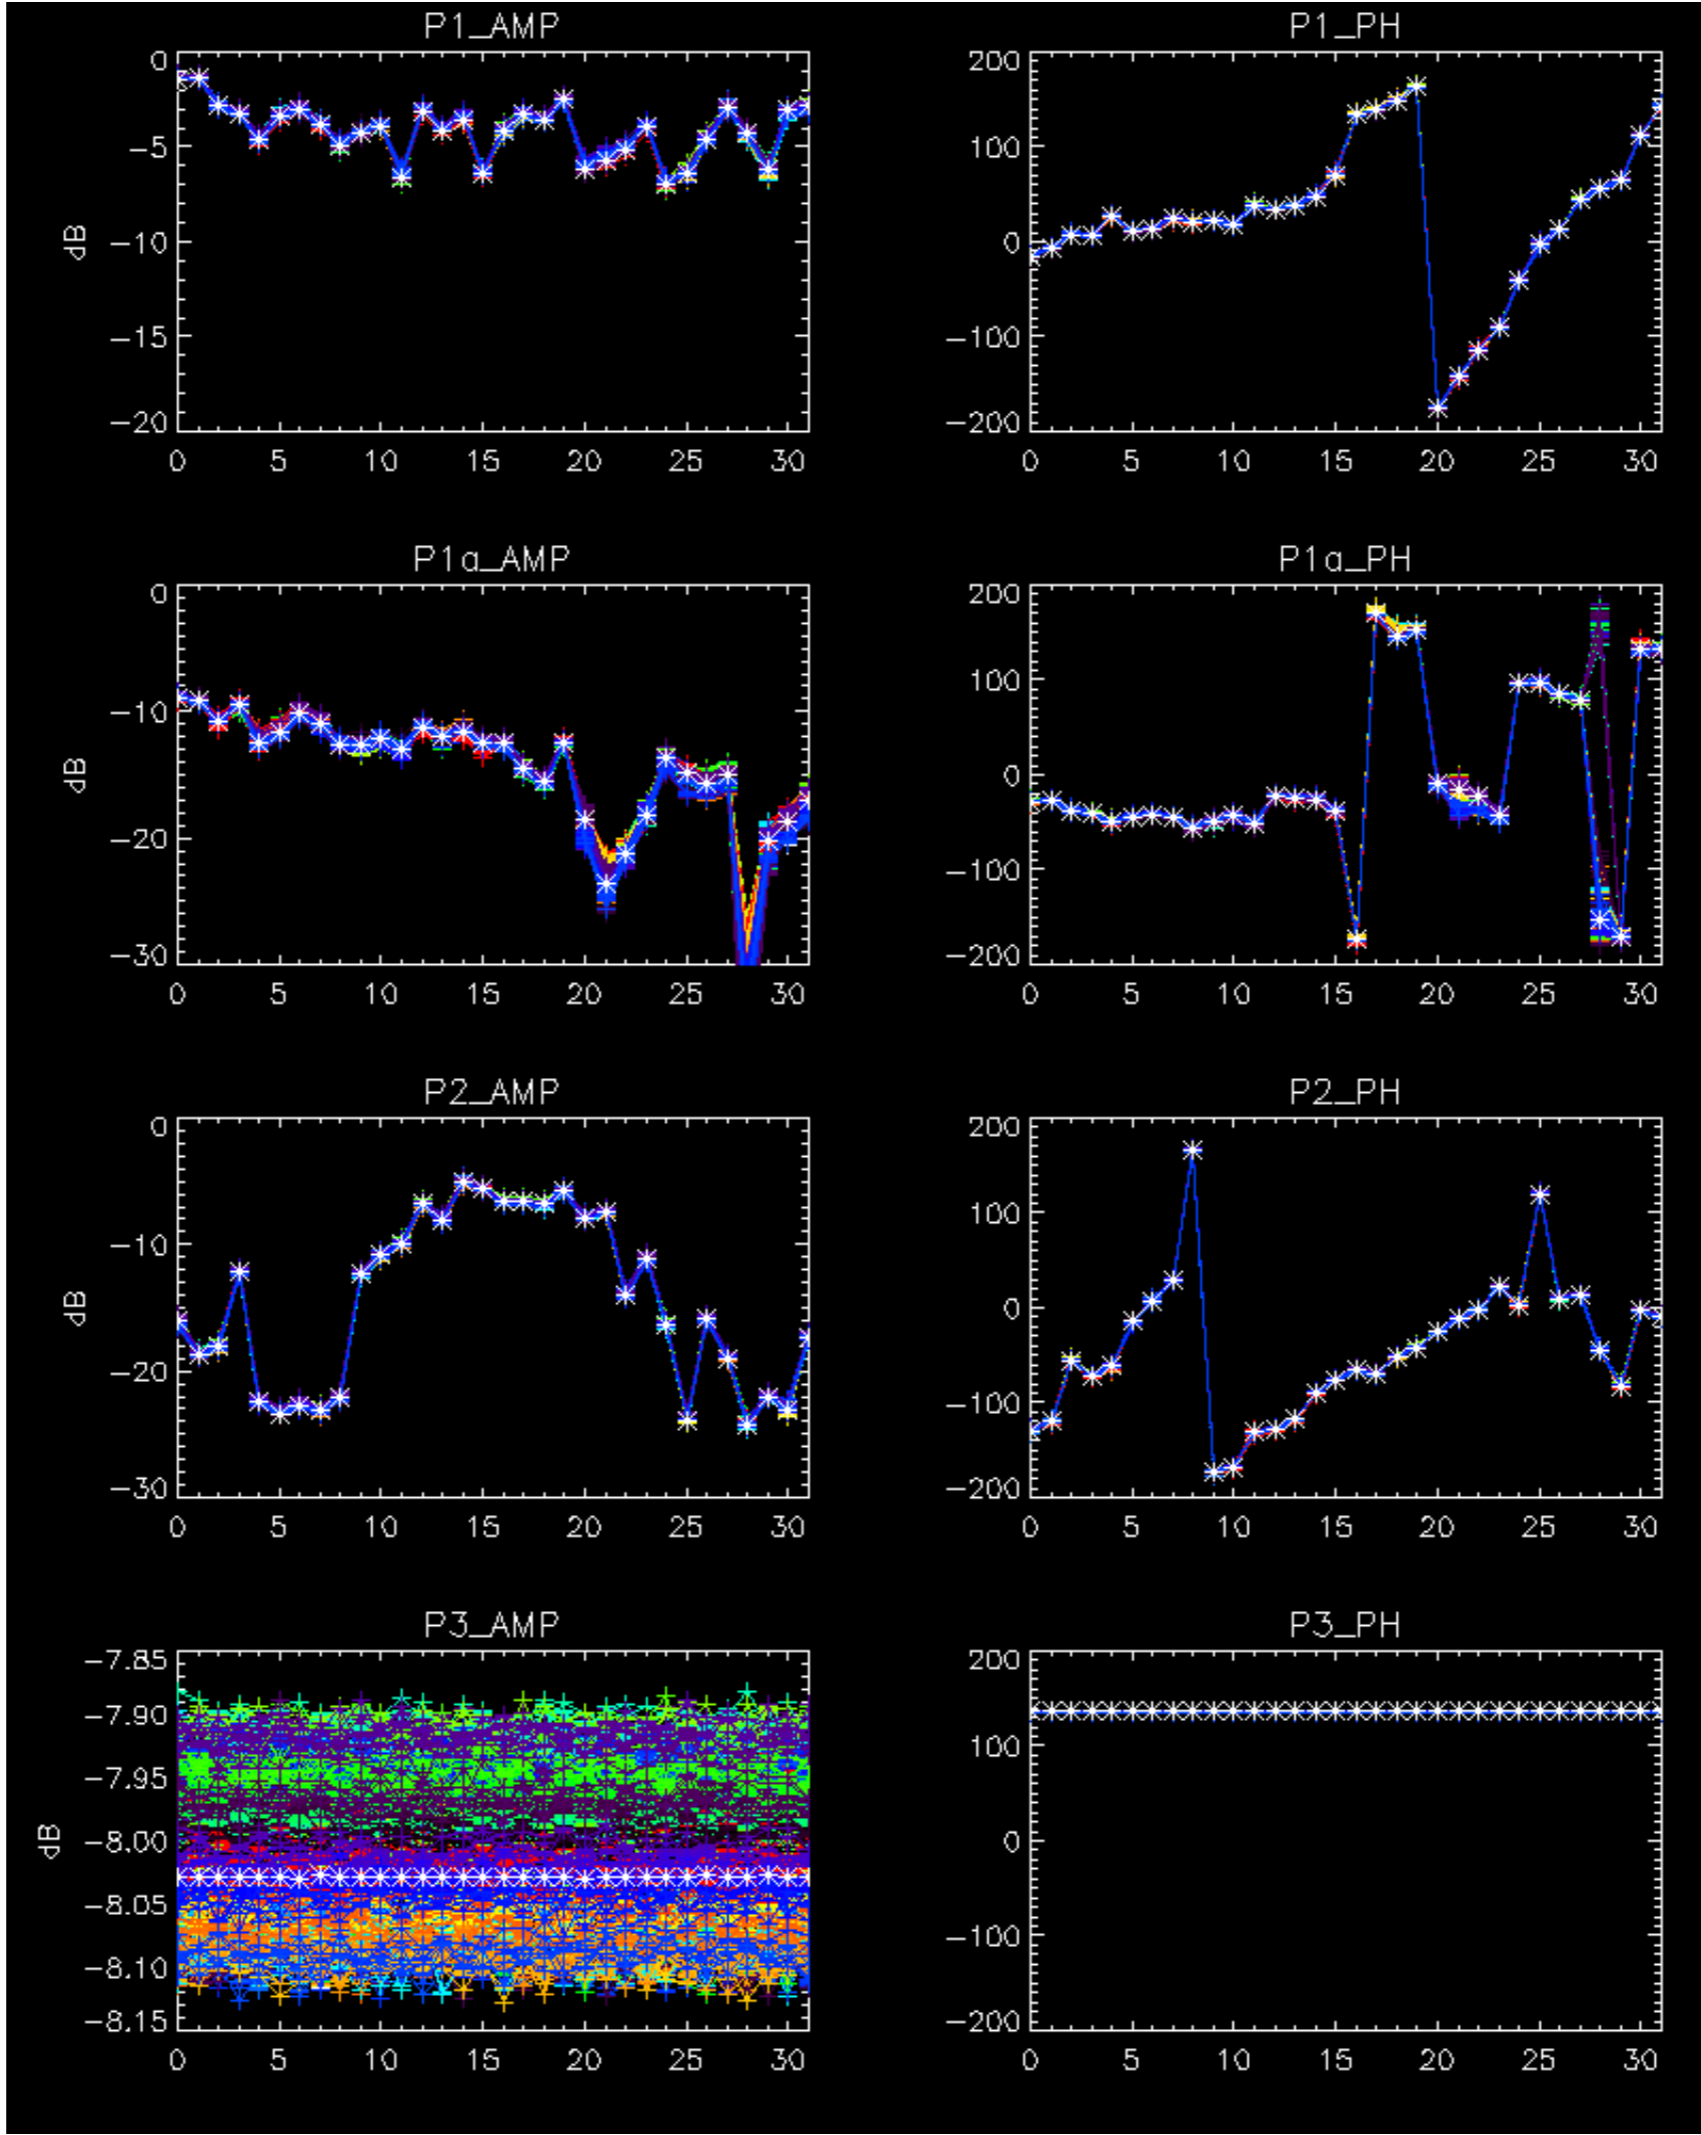 P1_AMP P1_PH
0 200
-5 100
dB -10 0
-15 -100
-20 -200
0 5 10 15 20 25 30 0 5 10 15 20 25 30
P1a_AMP P1a_PH
0 200
-10 100
dB 0
-20 -100
-30 -200
0 5 10 15 20 25 30 0 5 10 15 20 25 30
P2_AMP P2_PH
0 200
-10 100
dB 0
-20 -100
-30 -200
0 5 10 15 20 25 30 0 5 10 15 20 25 30
P3_AMP P3_PH
-7.85 200
-7.90
-7.95 100
dB -8.00 0
-8.05
-8.10 -100
-8.15 -200
0 5 10 15 20 25 30 0 5 10 15 20 25 30